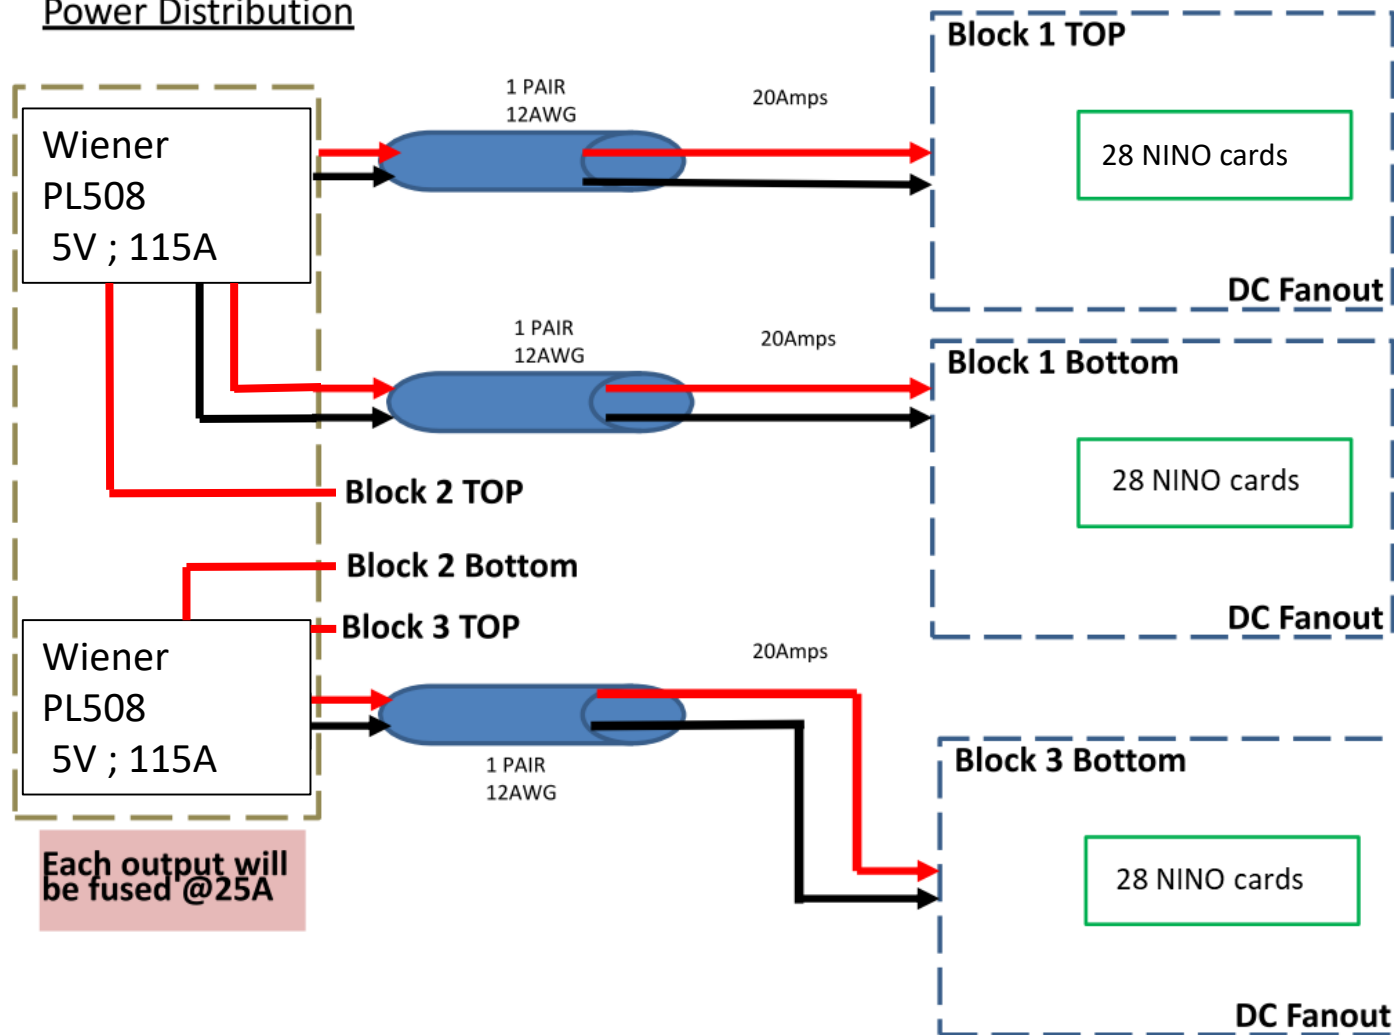 Power Distribution
Wiener
PL508
5V ; 115A
1 PAIR
12AWG
20Amps
Block 1 TOP
28 NINO cards
DC Fanout
1 PAIR
12AWG
20Amps
Block 1 Bottom
28 NINO cards
DC Fanout
Block 2 TOP
Block 2 Bottom
Block 3 TOP
Wiener
PL508
5V ; 115A
1 PAIR
12AWG
20Amps
Block 3 Bottom
28 NINO cards
DC Fanout
Each output will
be fused @25A